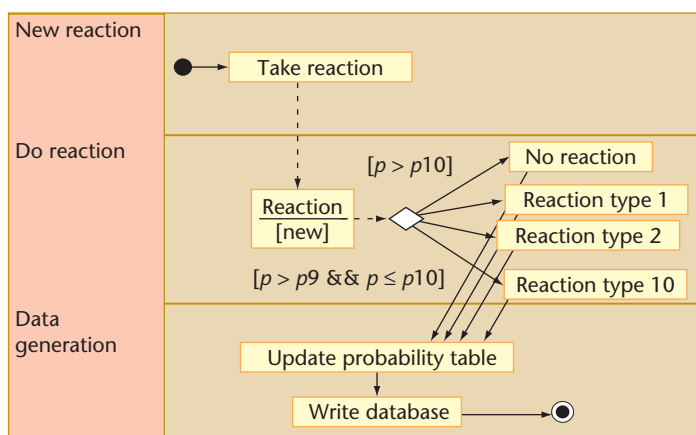 New reaction
Take reaction
Do reaction
[p > p10]
No reaction
Reaction
[new]
Reaction type 1
Reaction type 2
[p > p9 && p ≤ p10]
Reaction type 10
Data
generation
Update probability table
Write database